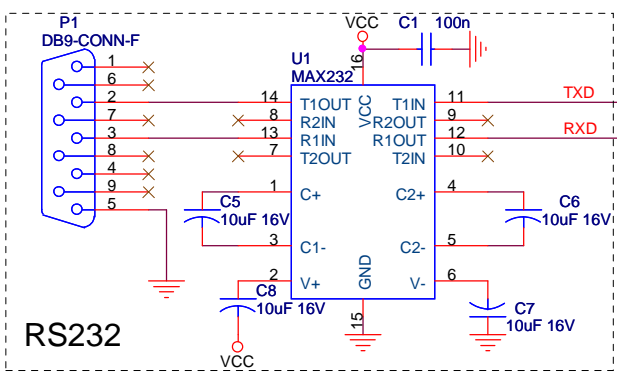 P1
DB9-CONN-F
1
6
2
7
3
8
4
9
5
VCC
C1 100n
U1
MAX232
16
VCC
14 T1OUT T1IN 11 TXD
8 R2IN R2OUT 9
13 R1IN R1OUT 12 RXD
7 T2OUT T2IN 10
1 C+ C2+ 4
C5
10uF 16V
C6
10uF 16V
3 C1- C2- 5
2 V+ V- 6
GND
15
C8
10uF 16V
C7
10uF 16V
VCC
RS232